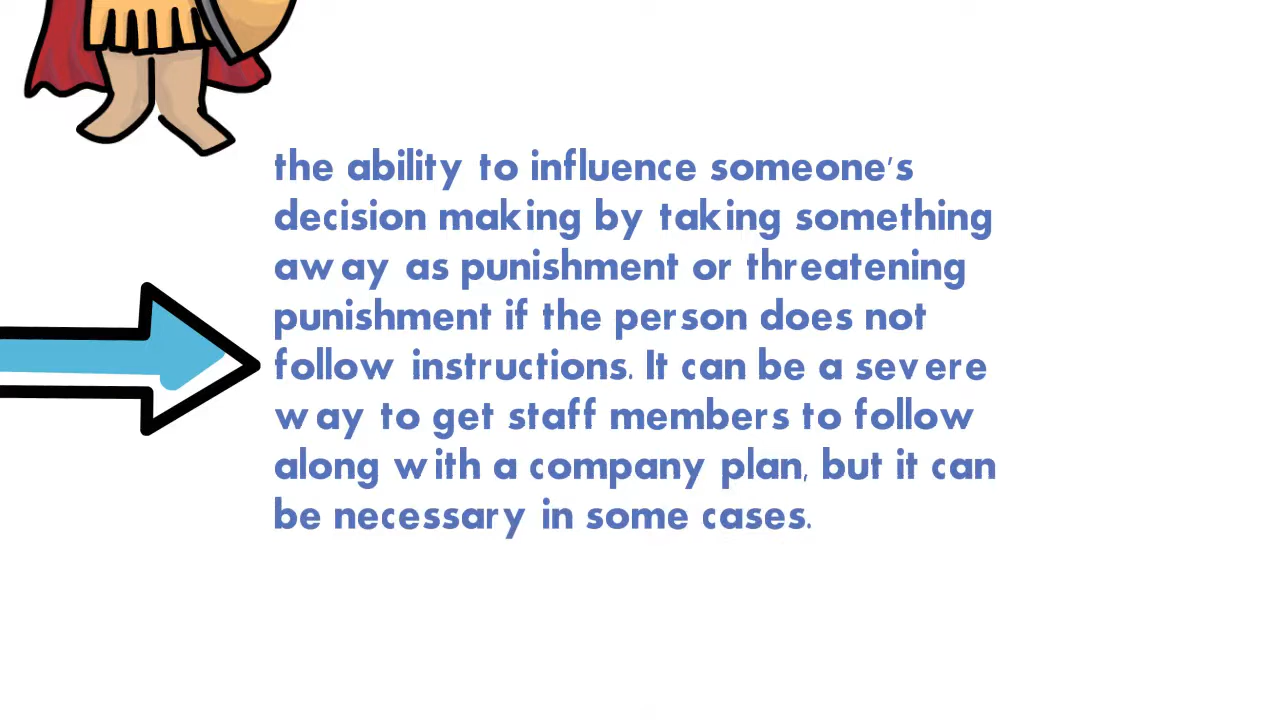 the ability to influence someone's
decision making by taking something
away as punishment or threatening
punishment if the person does not
follow instructions. It can be a severe
way to get staff members to follow
along with a company plan, but it can
be necessary in some cases.